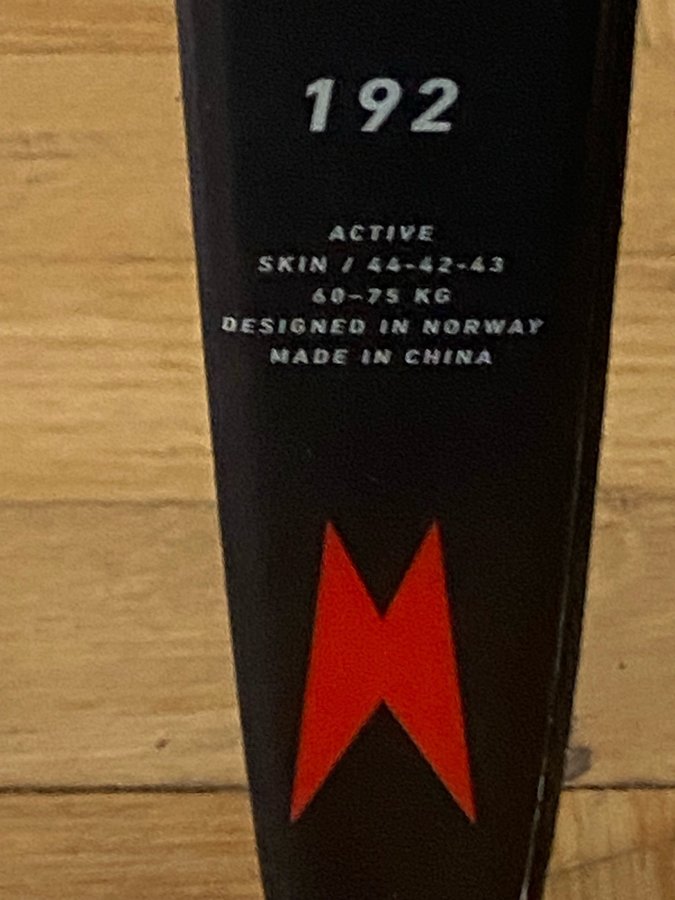 192
ACTIVE
SKIN / 44-42-43
60-75 KG
DESIGNED IN NORWAY
MADE IN CHINA